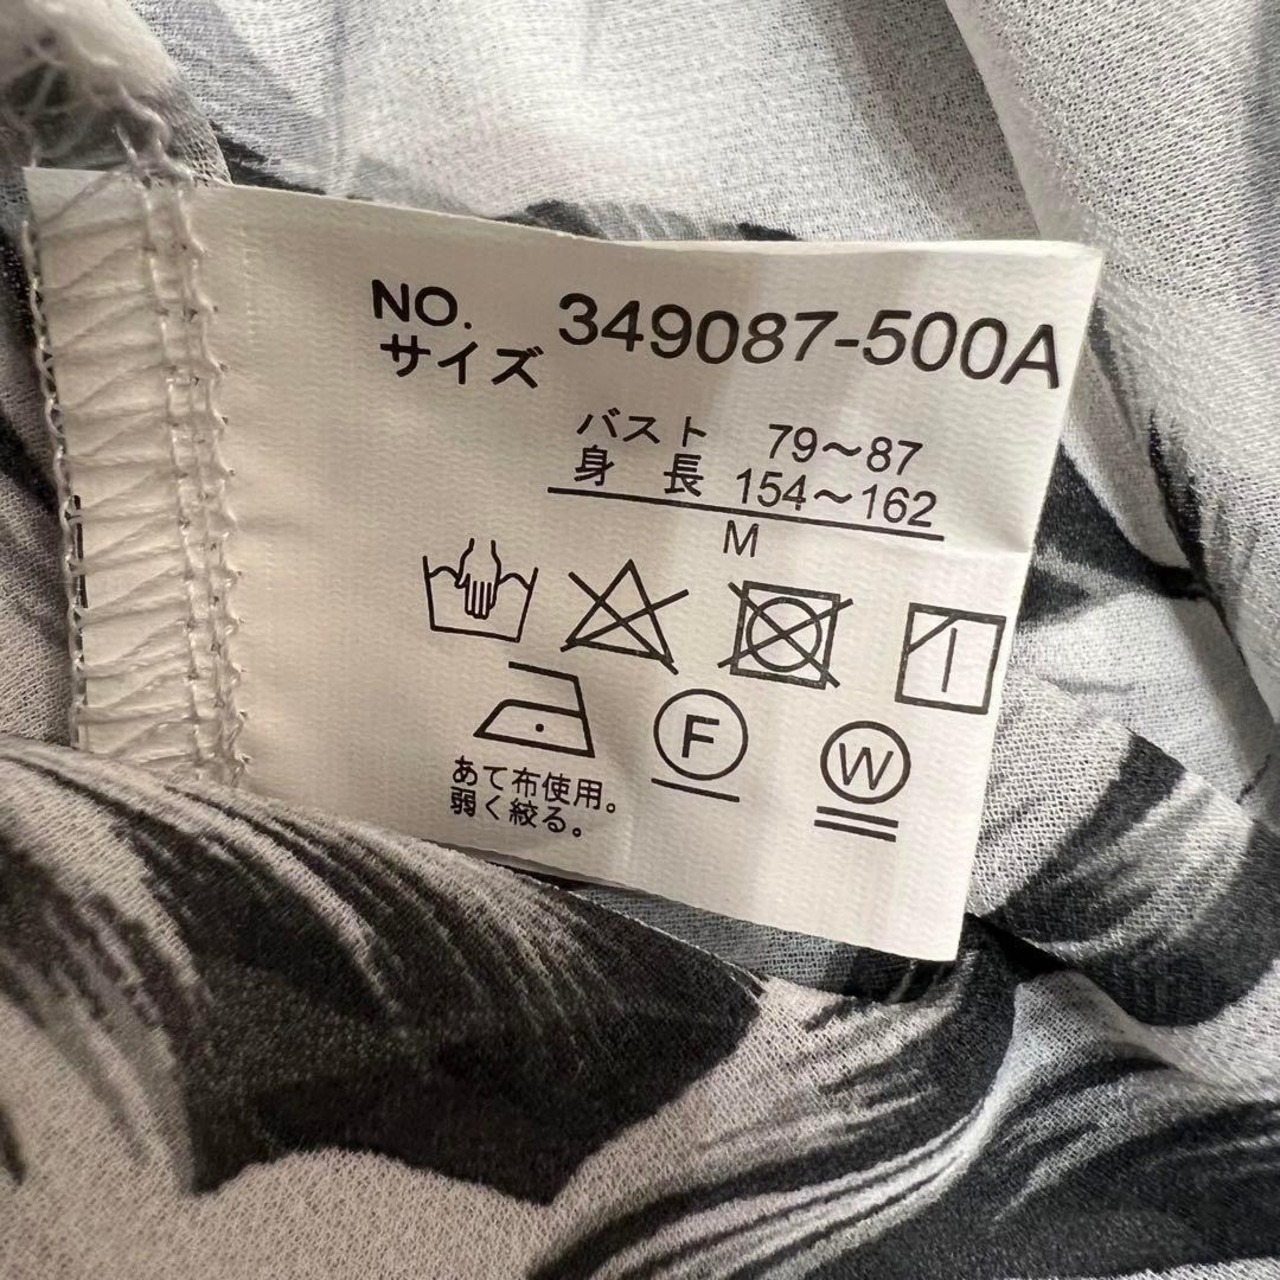 NO. 349087-500A
サイズ
バスト 79～87
身 長 154～162
M
F W
あて布使用。
弱く絞る。